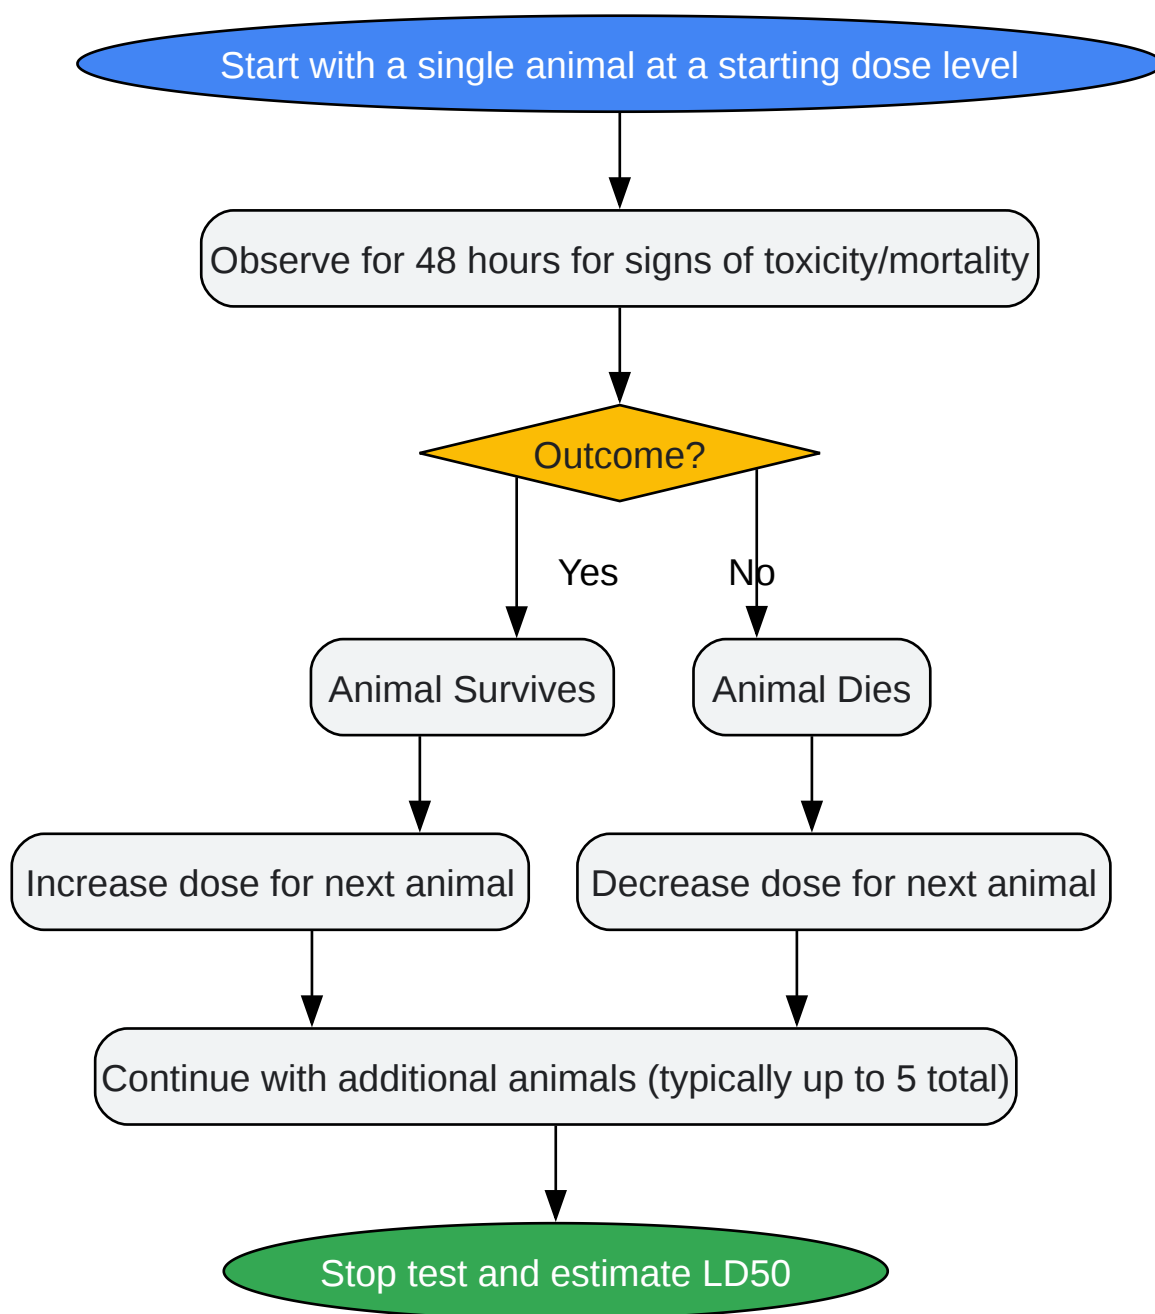 Start with a single animal at a starting dose level
Observe for 48 hours for signs of toxicity/mortality
Outcome?
Yes
No
Animal Survives
Animal Dies
Increase dose for next animal
Decrease dose for next animal
Continue with additional animals (typically up to 5 total)
Stop test and estimate LD50